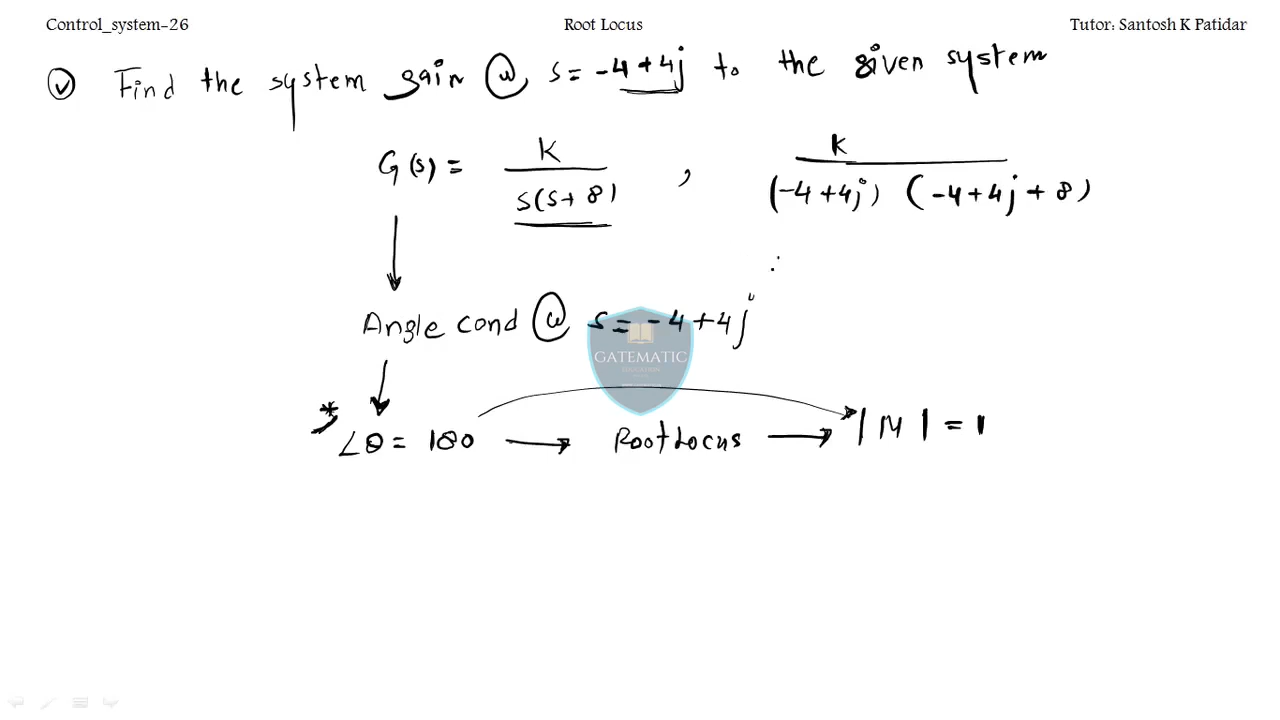 Control_system-26 Root Locus Tutor: Santosh K Patidar
Find the system gain @ s = -4+4j to the given system
G(s) = K / s(s+8) , K / (-4+4j) (-4+4j+8)
Angle cond @ s = -4+4j
GATEMATIC
EDUCATION
* ∠θ = 180 → Root Locus → |M| = 1